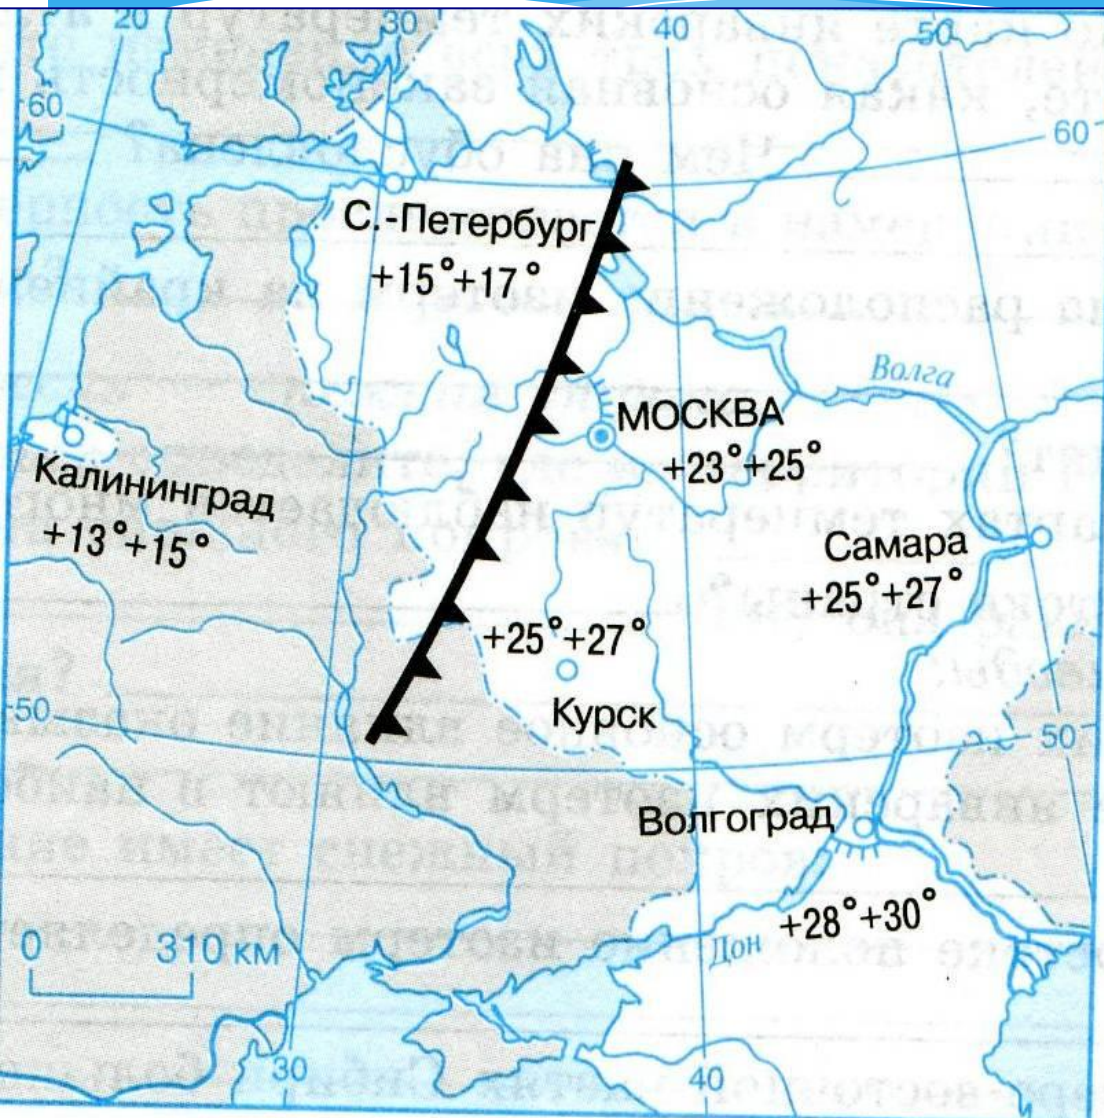 20
30
40
50
60
60
С.-Петербург
+15°+17°
Волга
МОСКВА
+23°+25°
Калининград
+13°+15°
Самара
+25°+27°
+25°+27°
Курск
50
50
Волгоград
+28°+30°
Дон
0 310 км
30
40